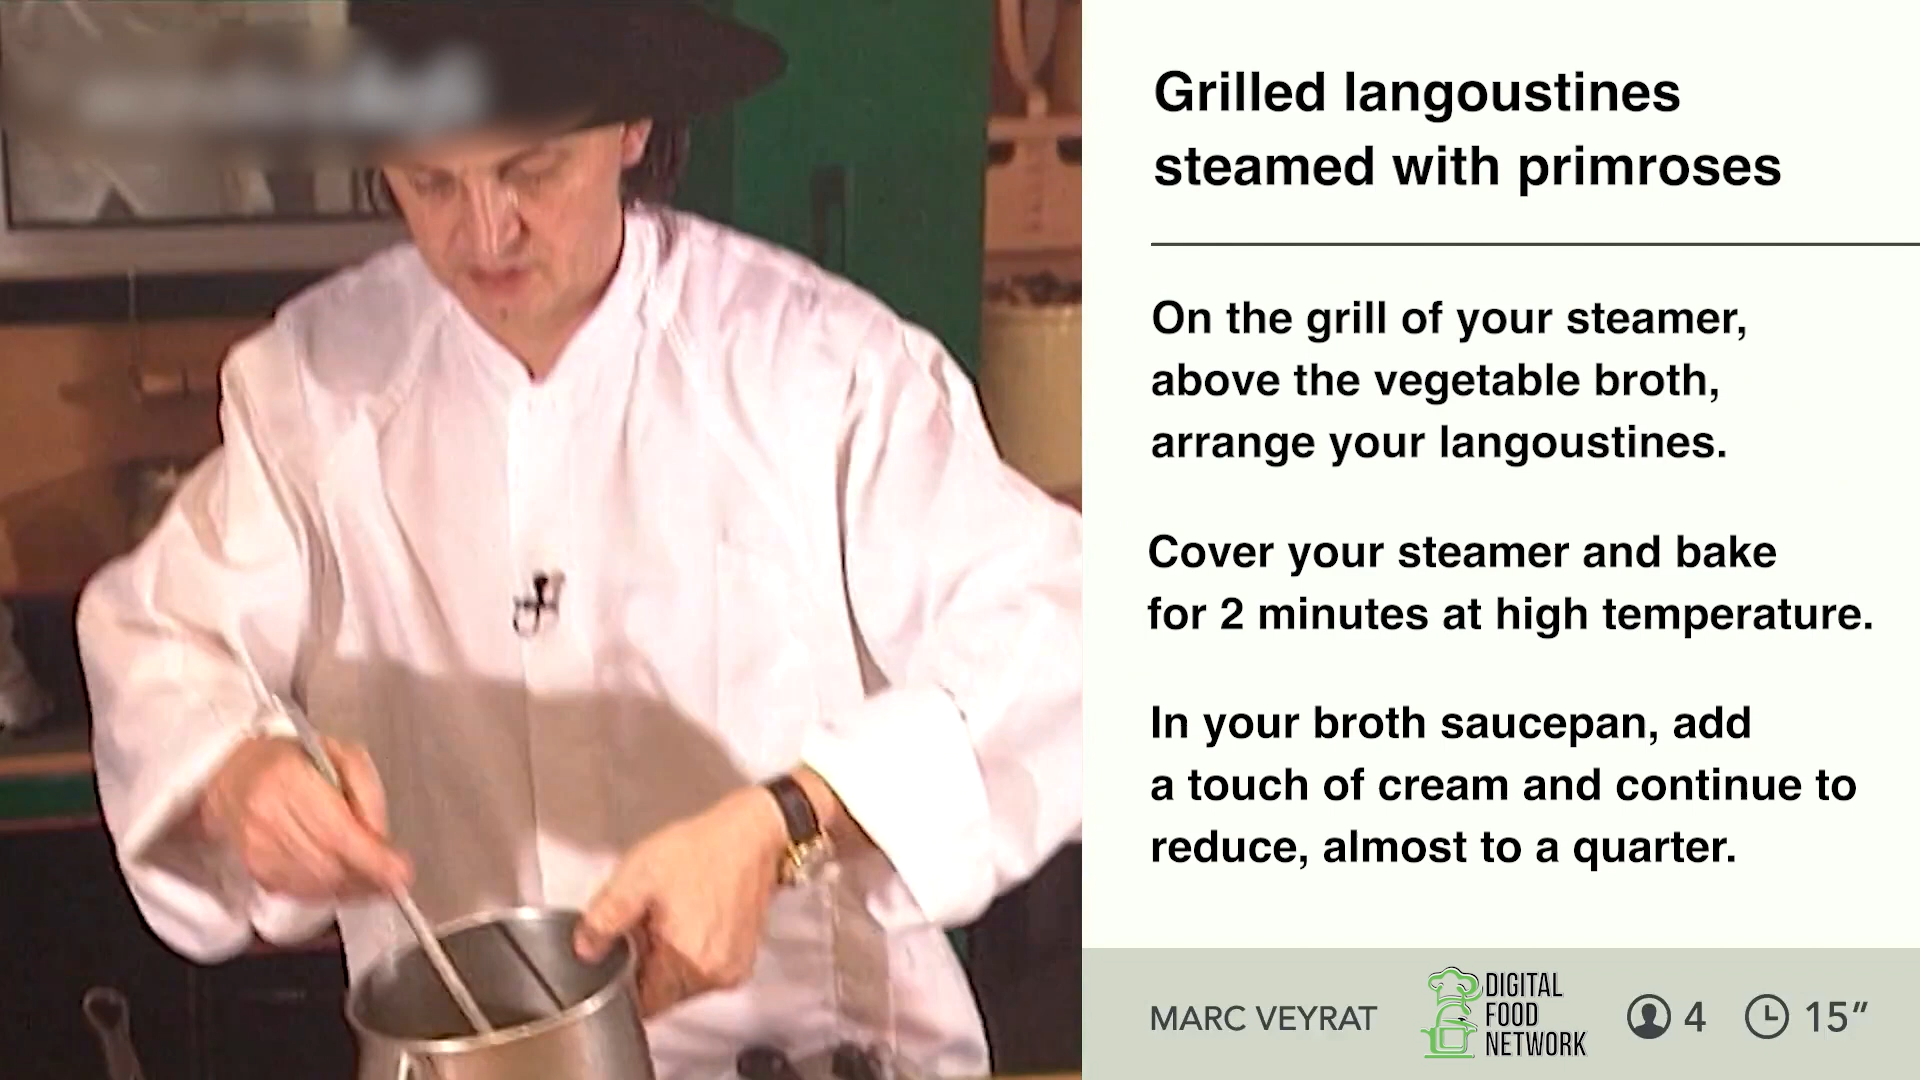 Grilled langoustines
steamed with primroses
On the grill of your steamer,
above the vegetable broth,
arrange your langoustines.
Cover your steamer and bake
for 2 minutes at high temperature.
In your broth saucepan, add
a touch of cream and continue to
reduce, almost to a quarter.
MARC VEYRAT
DIGITAL
FOOD
NETWORK
4
15”